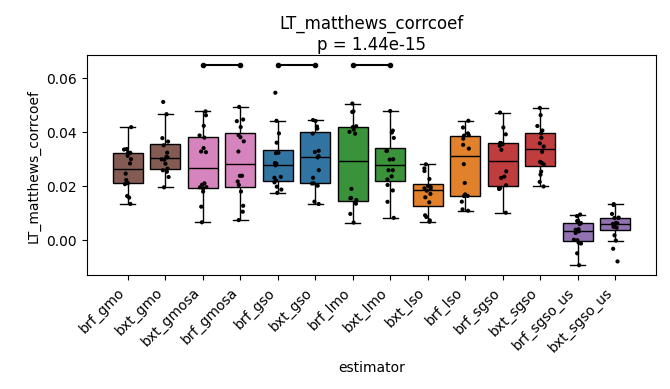 LT_matthews_corrcoef
p = 1.44e-15
LT_matthews_corrcoef
0.06
0.04
0.02
0.00
brf_gmo
bxt_gmo
bxt_gmosa
brf_gmosa
brf_gso
bxt_gso
brf_lmo
bxt_lmo
bxt_lso
brf_lso
brf_sgso
bxt_sgso
brf_sgso_us
bxt_sgso_us
estimator